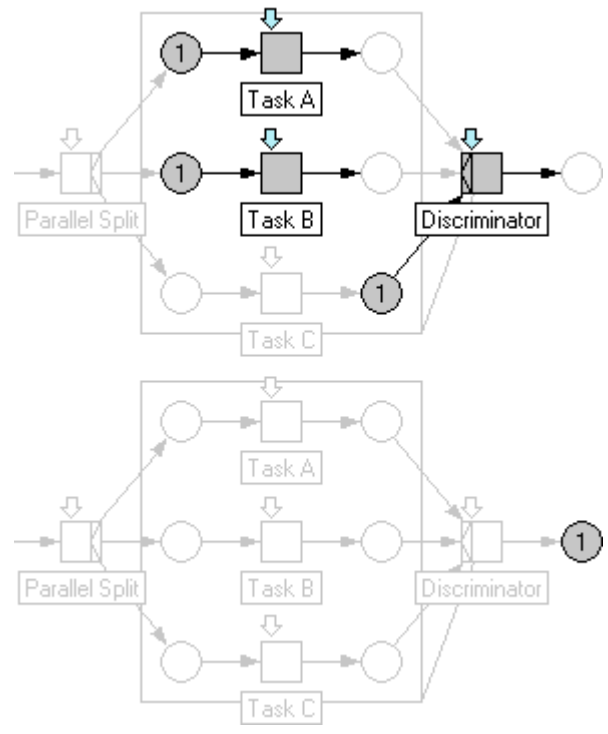 1
Task A
1
Parallel Split
Task B
Discriminator
1
Task C
Task A
1
Parallel Split
Task B
Discriminator
Task C